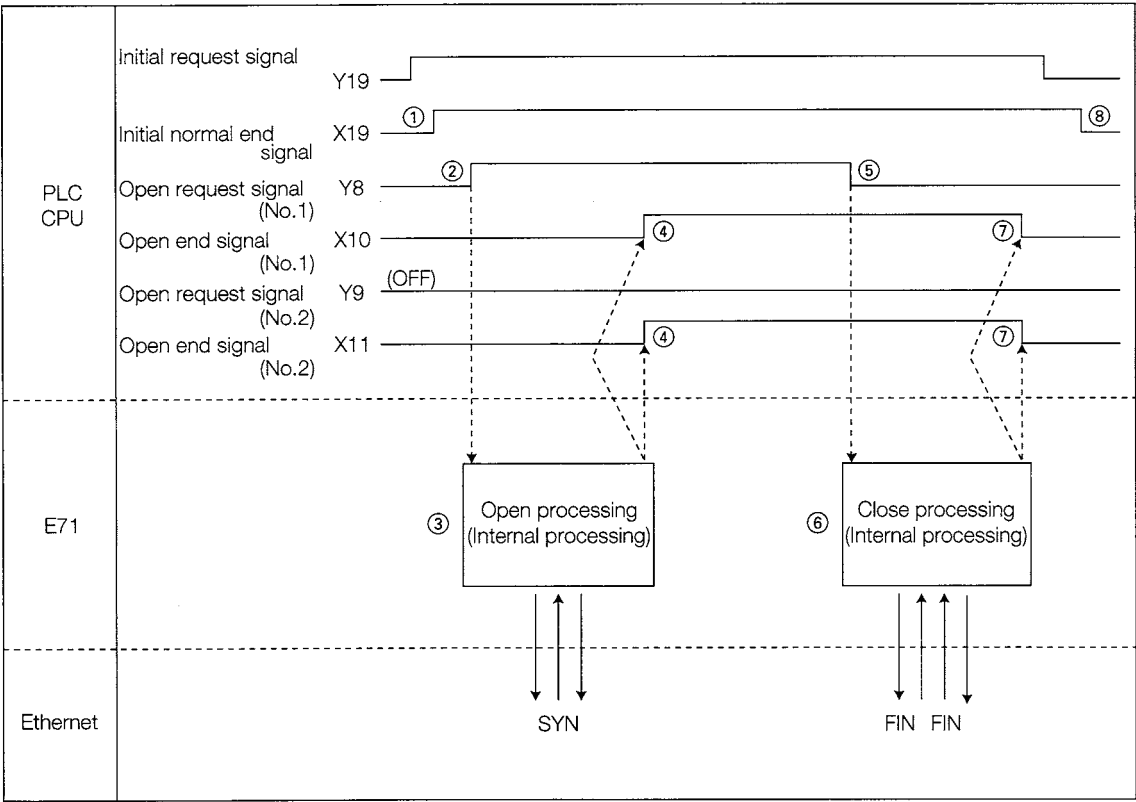 Initial request signal
Y19
①
⑧
Initial normal end
signal
X19
②
⑤
PLC
CPU
Open request signal
(No.1)
Y8
④
⑦
Open end signal
(No.1)
X10
(OFF)
Open request signal
(No.2)
Y9
④
⑦
Open end signal
(No.2)
X11
E71
③
Open processing
(Internal processing)
⑥
Close processing
(Internal processing)
Ethernet
SYN
FIN FIN